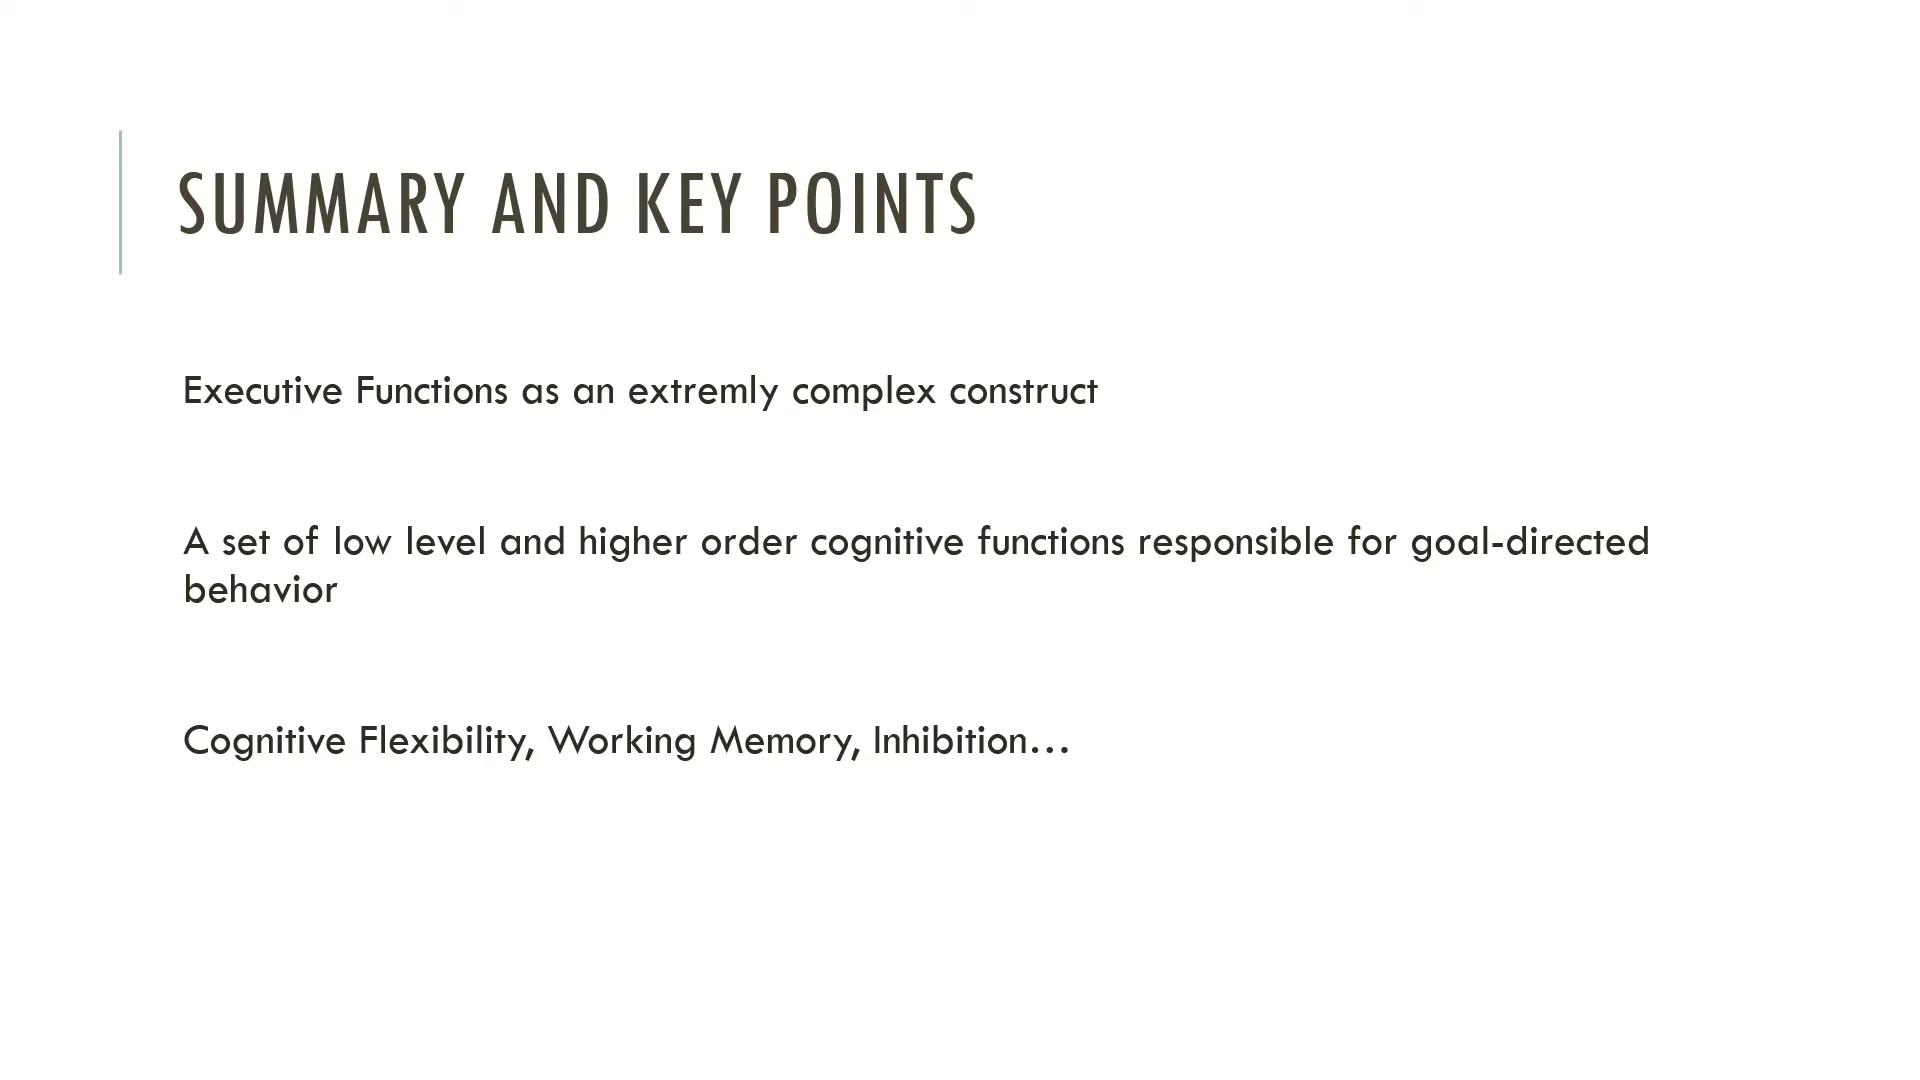 SUMMARY AND KEY POINTS
Executive Functions as an extremly complex construct
A set of low level and higher order cognitive functions responsible for goal-directed
behavior
Cognitive Flexibility, Working Memory, Inhibition...